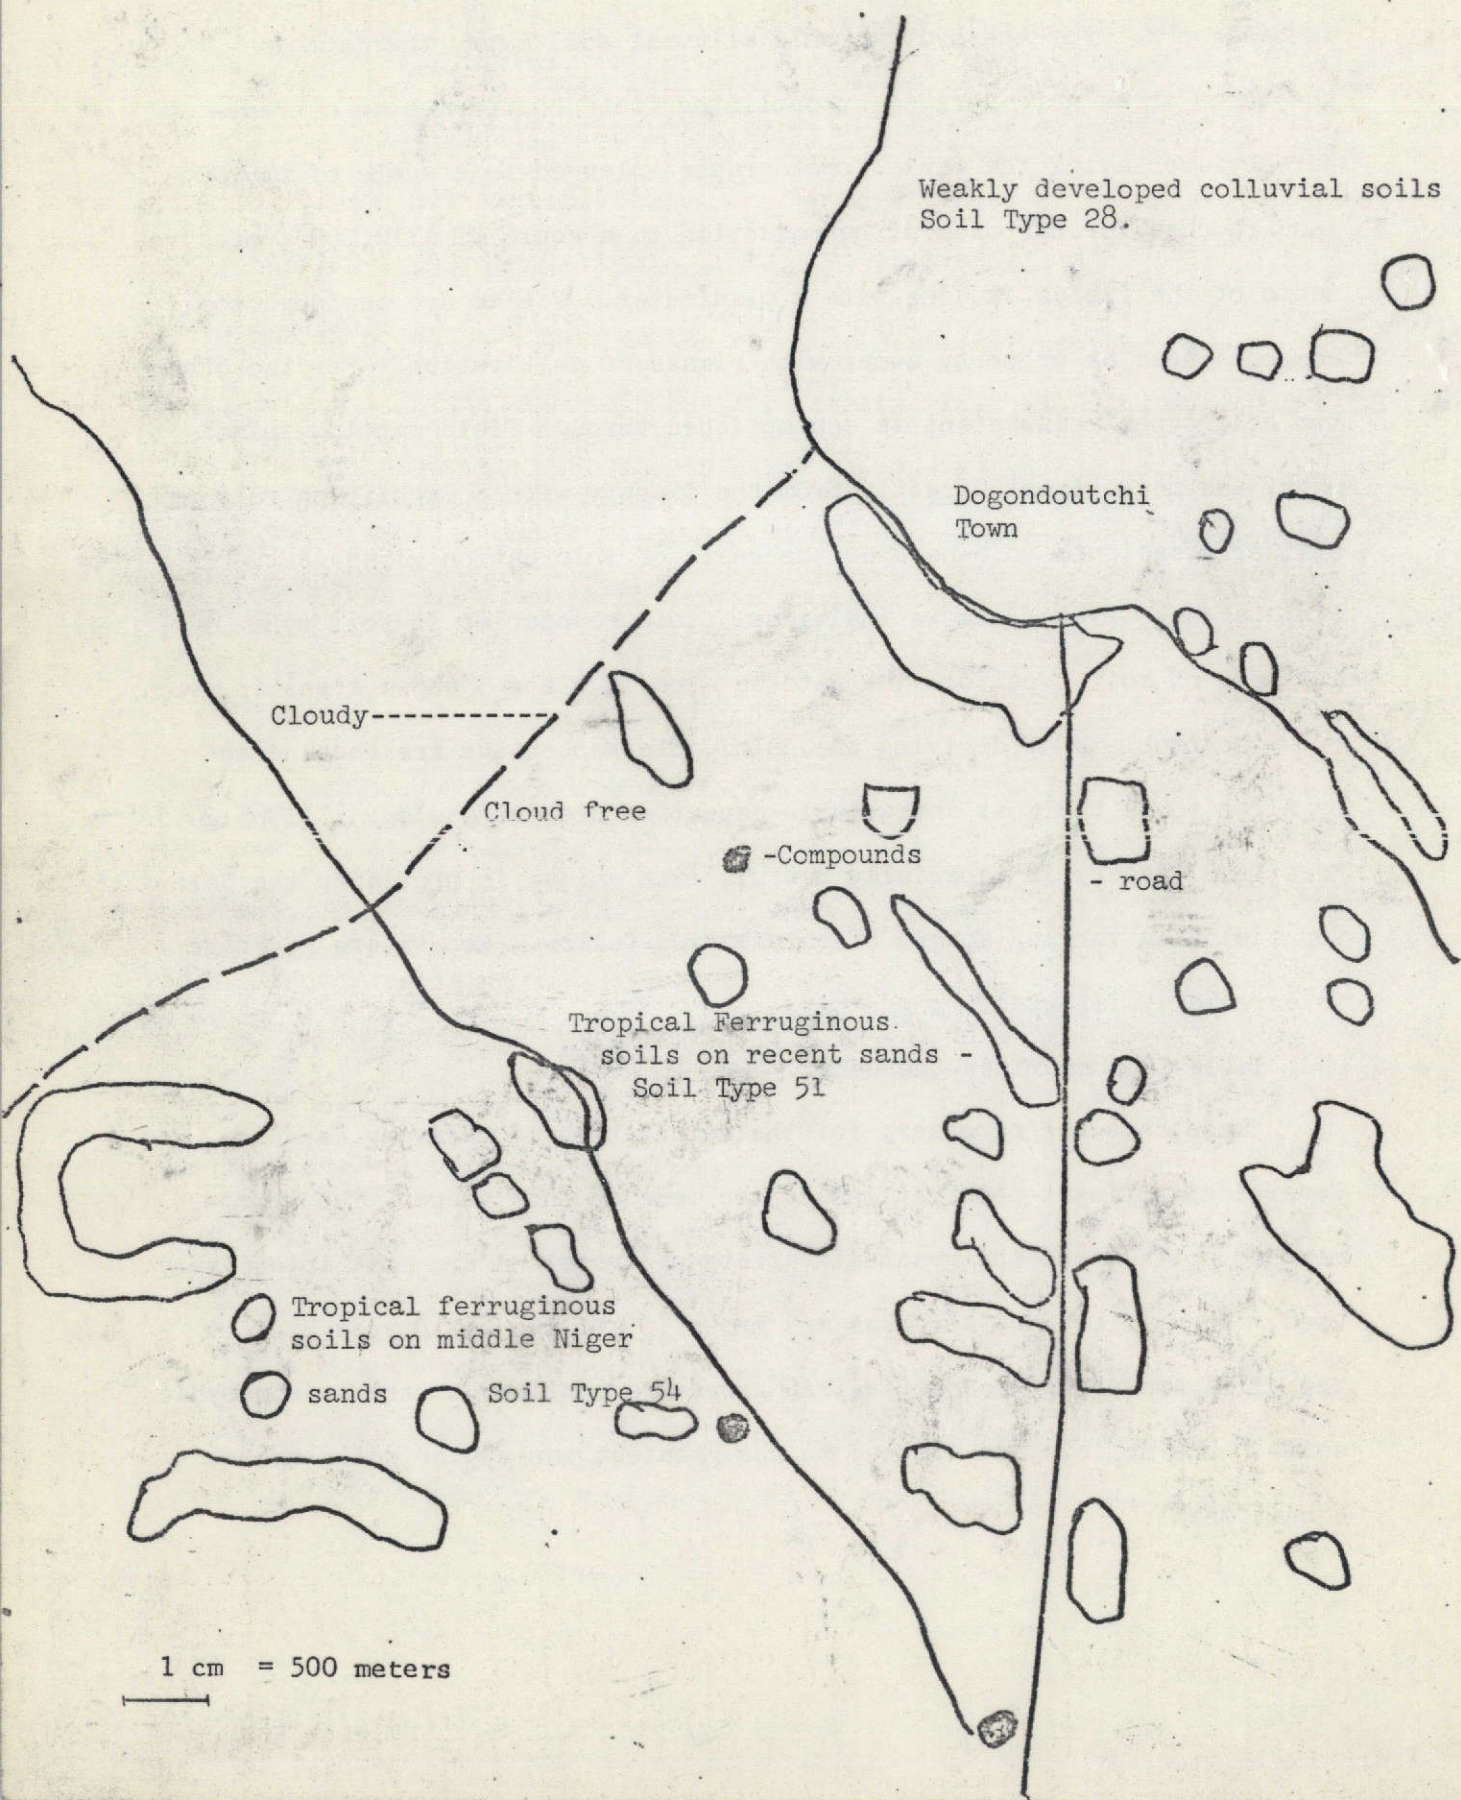 Weakly developed colluvial soils
Soil Type 28.
Dogondoutchi
Town
Cloudy----------
Cloud free
-Compounds
- road
Tropical Ferruginous.
soils on recent sands -
Soil Type 51
Tropical ferruginous
soils on middle Niger
sands Soil Type 54
1 cm = 500 meters